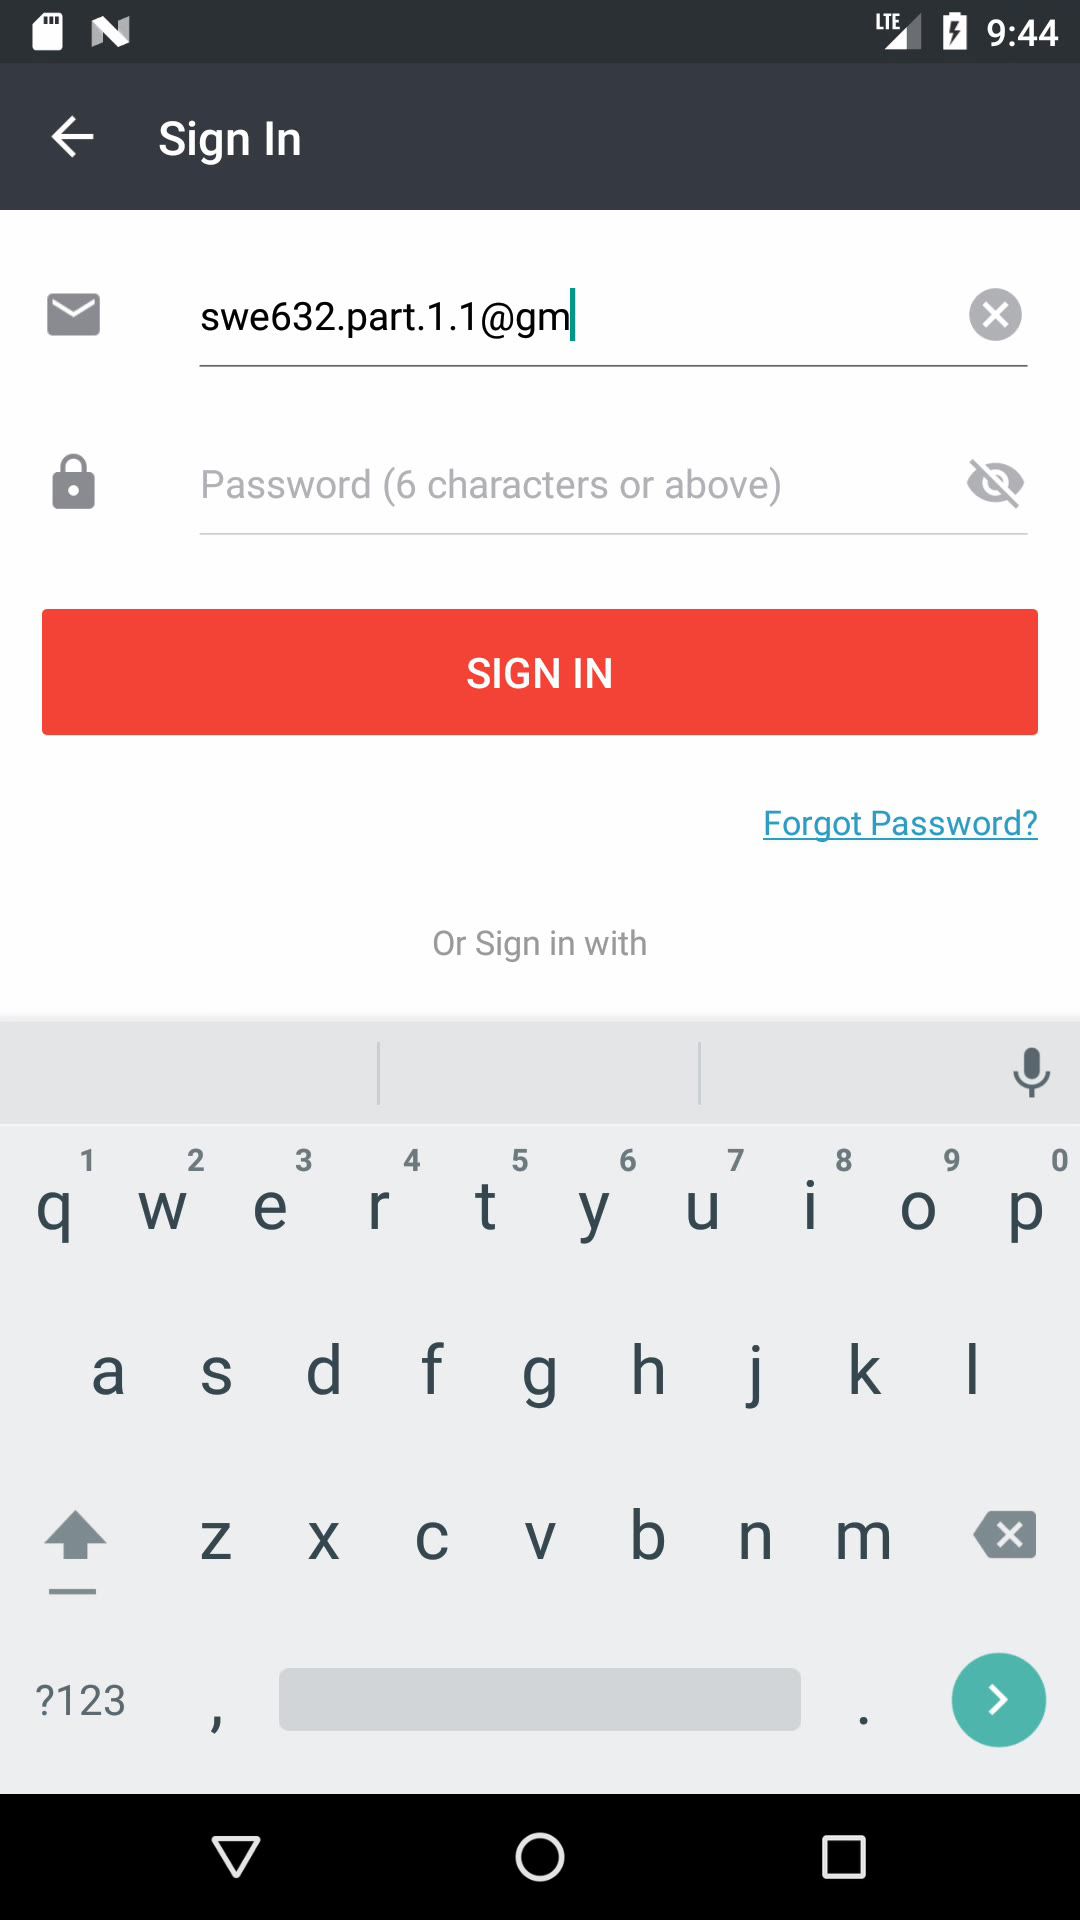 LTE 9:44
Sign In
swe632.part.1.1@gm
Password (6 characters or above)
SIGN IN
Forgot Password?
Or Sign in with
1 2 3 4 5 6 7 8 9 0
q w e r t y u i o p
a s d f g h j k l
z x c v b n m
?123 , .